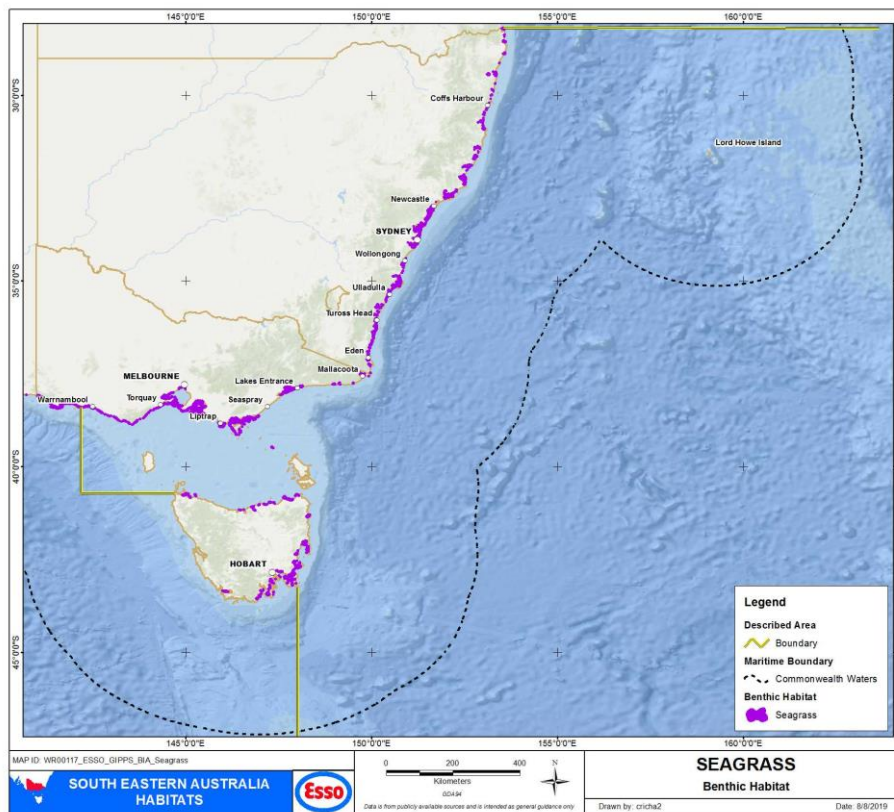 145°0'0"E 150°0'0"E 155°0'0"E 160°0'0"E
30°0'0"S
35°0'0"S
40°0'0"S
45°0'0"S
Coffs Harbour
Lord Howe Island
Newcastle
SYDNEY
Wollongong
Ulladulla
Tuross Head
Eden
Mallacoota
MELBOURNE
Lakes Entrance
Warrnambool
Torquay
Seaspray
Liptrap
HOBART
Legend
Described Area
Boundary
Maritime Boundary
Commonwealth Waters
Benthic Habitat
Seagrass
145°0'0"E 150°0'0"E 155°0'0"E 160°0'0"E
MAP ID: WR00117_ESSO_GIPPS_BIA_Seagrass
SOUTH EASTERN AUSTRALIA
HABITATS
Esso
0 200 400
Kilometers
GDA94
N
Data is from publicly available sources and is intended as general guidance only
SEAGRASS
Benthic Habitat
Drawn by: cricha2 Date: 8/8/2019